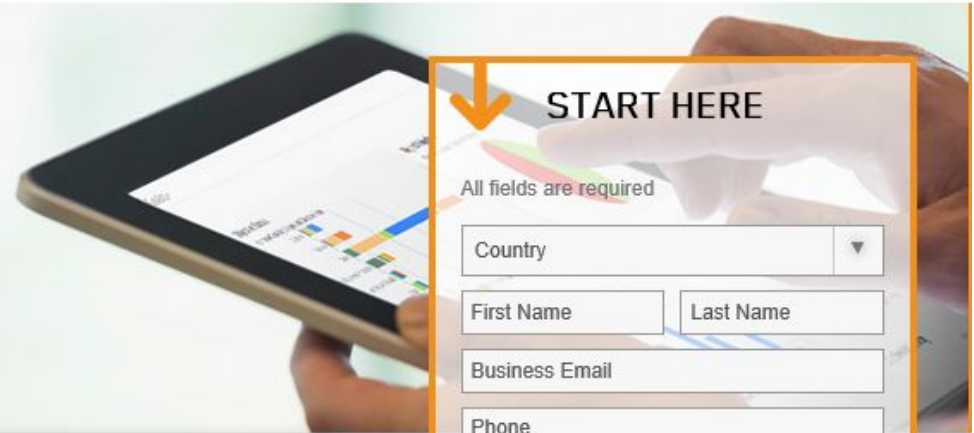 START HERE
All fields are required
Country
First Name Last Name
Business Email
Phone